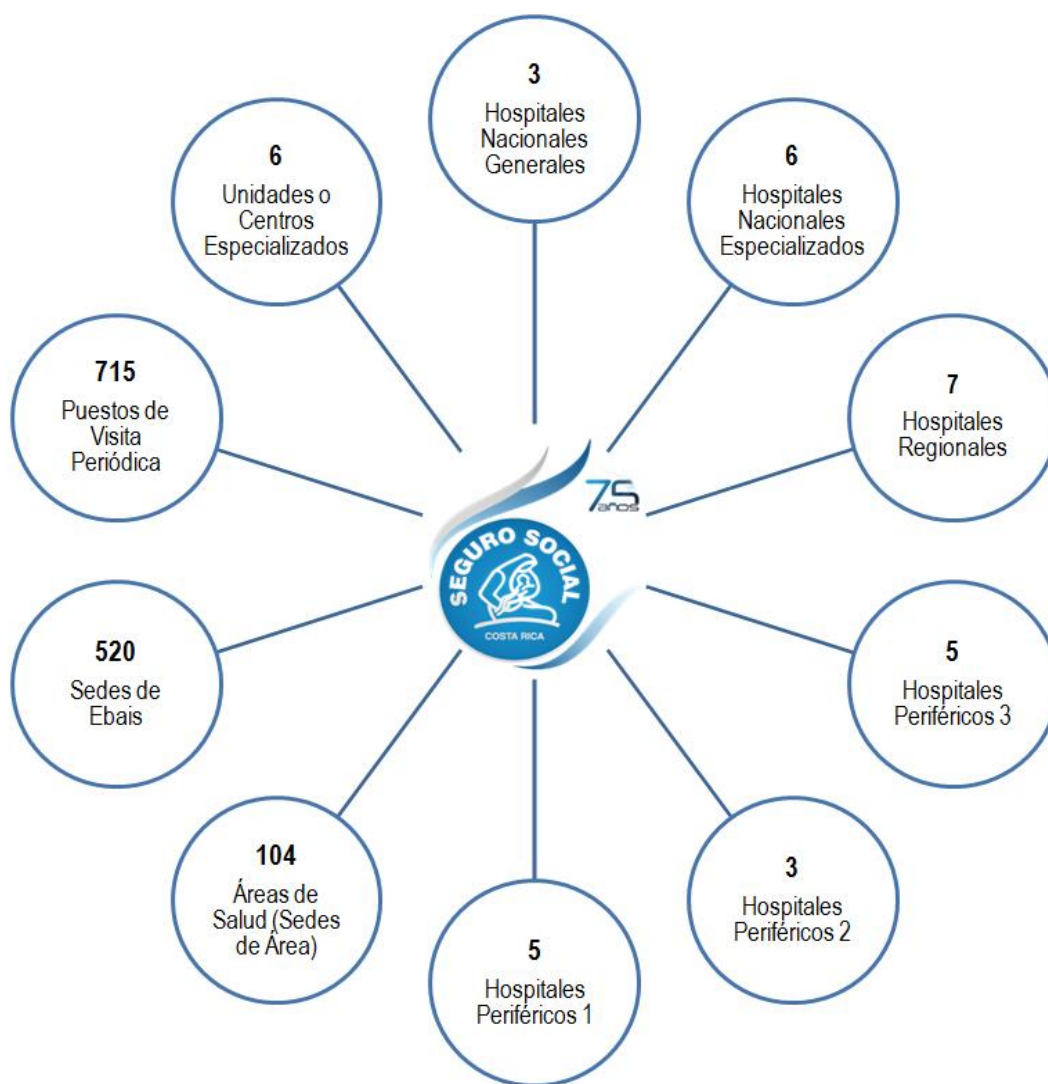 3
Hospitales
Nacionales
Generales
6
Hospitales
Nacionales
Especializados
7
Hospitales
Regionales
5
Hospitales
Periféricos 3
3
Hospitales
Periféricos 2
5
Hospitales
Periféricos 1
104
Áreas de
Salud (Sedes
de Área)
520
Sedes de
Ebais
715
Puestos de
Visita
Periódica
6
Unidades o
Centros
Especializados
75
años
SEGURO SOCIAL
COSTA RICA